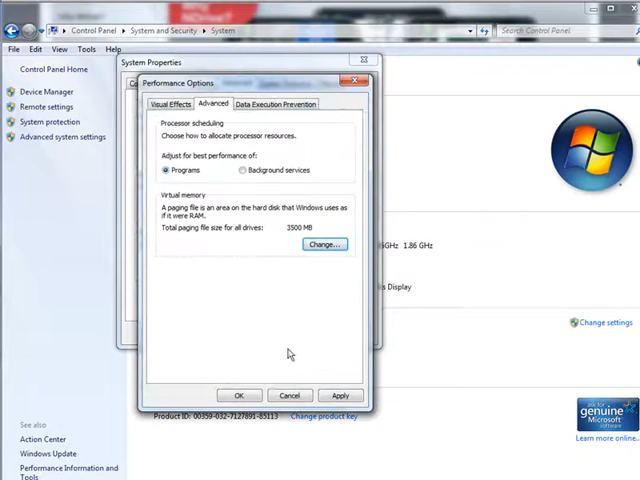 Control Panel ▸ System and Security ▸ System
Search Control Panel
File Edit View Tools Help
Control Panel Home
Device Manager
Remote settings
System protection
Advanced system settings
System Properties
Performance Options
Visual Effects Advanced Data Execution Prevention
Processor scheduling
Choose how to allocate processor resources.
Adjust for best performance of:
Programs Background services
Virtual memory
A paging file is an area on the hard disk that Windows uses as
if it were RAM.
Total paging file size for all drives: 3500 MB
Change...
OK Cancel Apply
1.86 GHz
Display
Change settings
Product ID: 00359-032-7127891-85113 Change product key
ask for
genuine
Microsoft
software
Learn more online...
See also
Action Center
Windows Update
Performance Information and
Tools